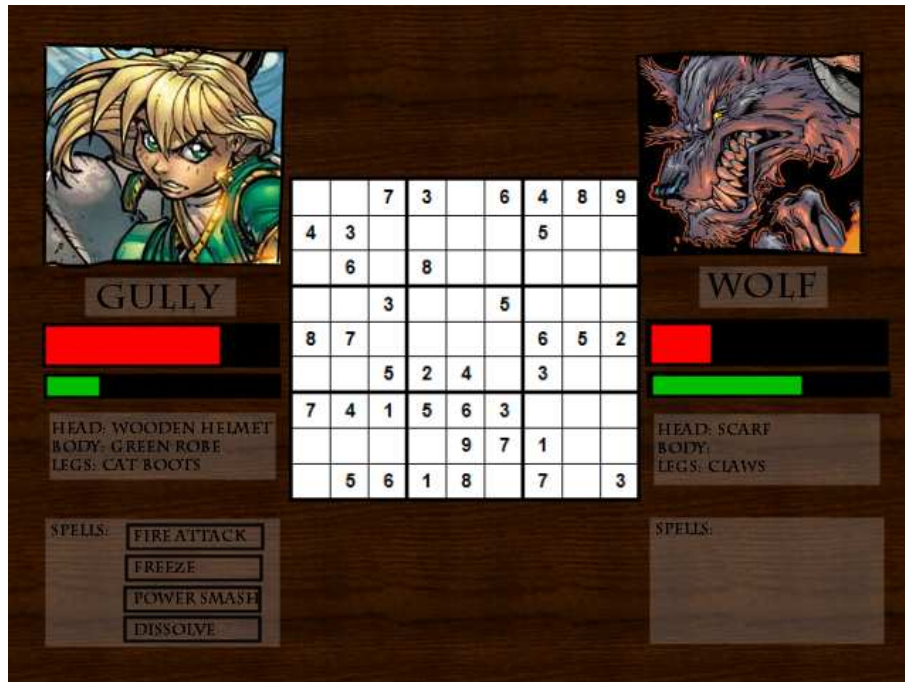 7 3 6 4 8 9
4 3 5
6 8
3 5
8 7 6 5 2
5 2 4 3
7 4 1 5 6 3
9 7 1
5 6 1 8 7 3
GULLY
HEAD: WOODEN HELMET
BODY: GREEN ROBE
LEGS: CAT BOOTS
SPELLS:
FIRE ATTACK
FREEZE
POWER SMASH
DISSOLVE
WOLF
HEAD: SCARF
BODY:
LEGS: CLAWS
SPELLS: